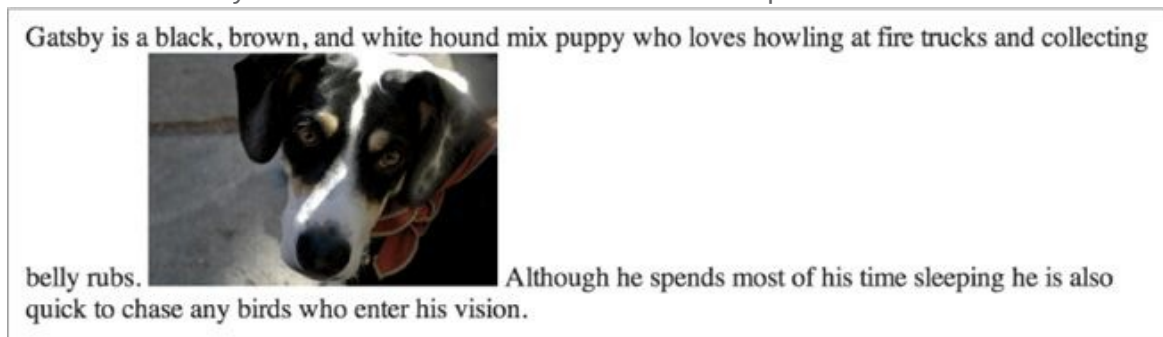 Gatsby is a black, brown, and white hound mix puppy who loves howling at fire trucks and collecting
belly rubs. Although he spends most of his time sleeping he is also
quick to chase any birds who enter his vision.